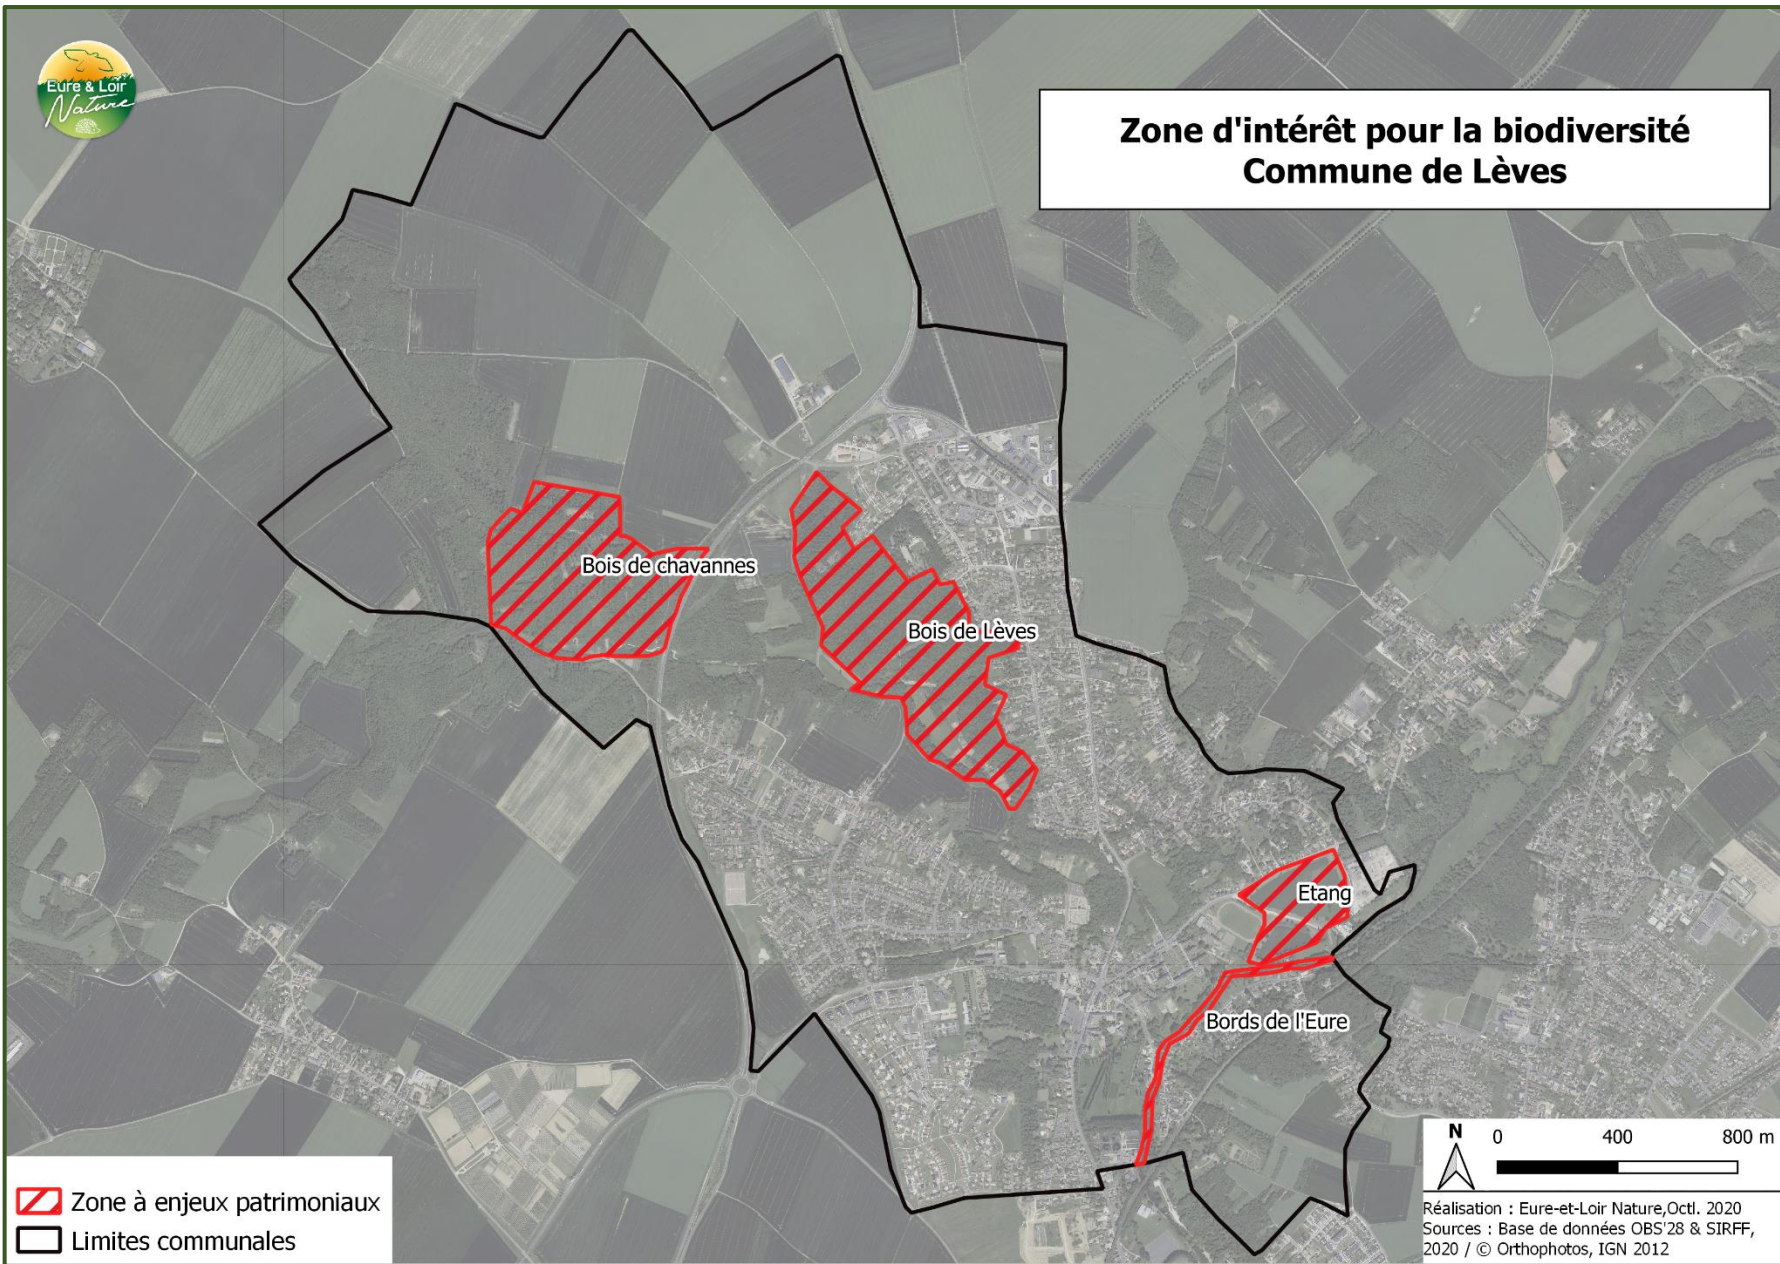 Eure & Loir
Nature
Zone d'intérêt pour la biodiversité
Commune de Lèves
Bois de chavannes
Bois de Lèves
Etang
Bords de l'Eure
Zone à enjeux patrimoniaux
Limites communales
N
0 400 800 m
Réalisation : Eure-et-Loir Nature,Octl. 2020
Sources : Base de données OBS'28 & SIRFF,
2020 / © Orthophotos, IGN 2012